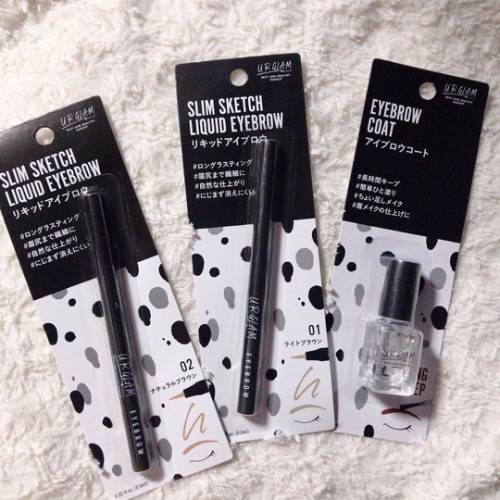 URGLAM
SLIM SKETCH
LIQUID EYEBROW
リキッドアイブロウ
#ロングラスティング
#眉尻まで繊細に
#自然な仕上がり
#にじまず消えにくい
02
ナチュラルブラウン
URGLAM
EYEBROW
URGLAM
SLIM SKETCH
LIQUID EYEBROW
リキッドアイブロウ
#ロングラスティング
#眉尻まで繊細に
#自然な仕上がり
#にじまず消えにくい
01
ライトブラウン
URGLAM
EYEBROW
URGLAM
EYEBROW
COAT
アイブロウコート
#長時間キープ
#簡単ひと塗り
#ちょい足しメイク
#眉メイクの仕上げに
URGLAM